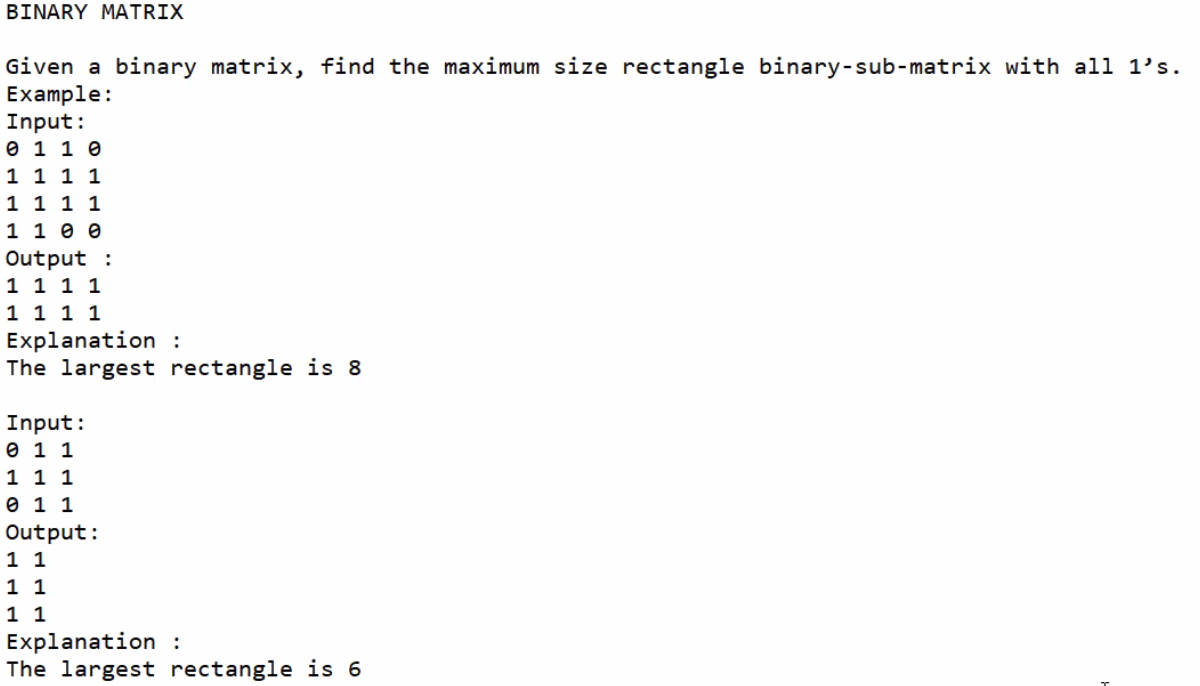 BINARY MATRIX
Given a binary matrix, find the maximum size rectangle binary-sub-matrix with all 1’s.
Example:
Input:
0 1 1 0
1 1 1 1
1 1 1 1
1 1 0 0
Output :
1 1 1 1
1 1 1 1
Explanation :
The largest rectangle is 8
Input:
0 1 1
1 1 1
0 1 1
Output:
1 1
1 1
1 1
Explanation :
The largest rectangle is 6